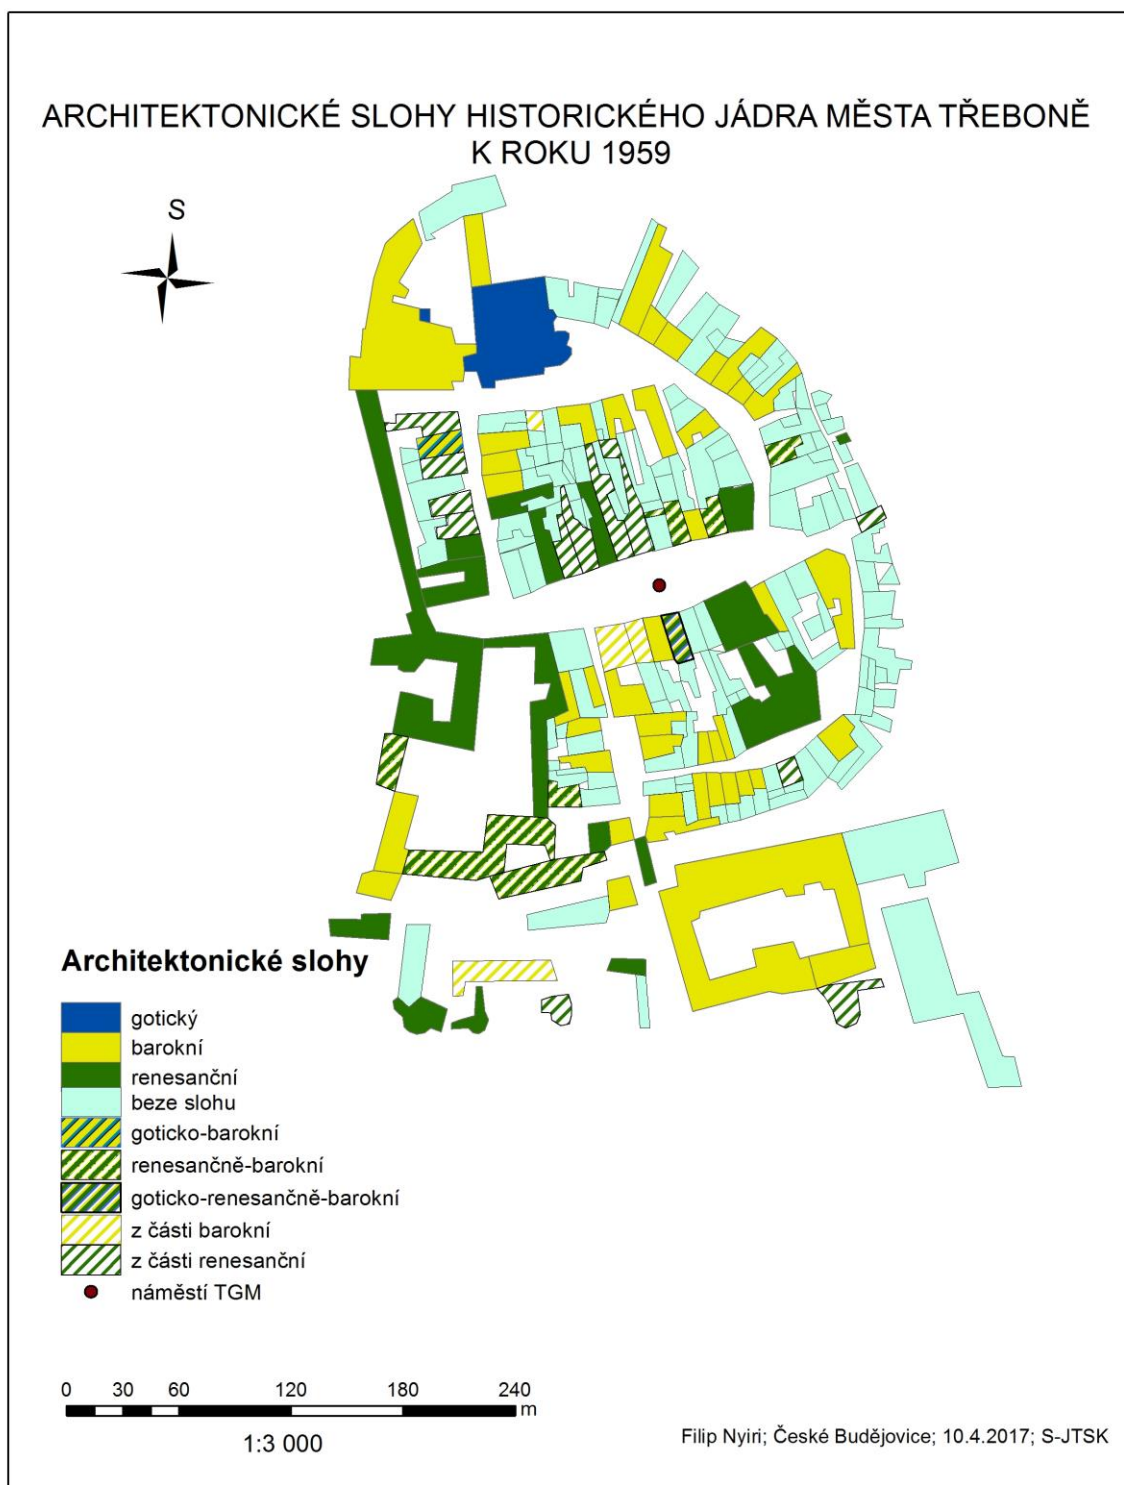 ARCHITEKTONICKÉ SLOHY HISTORICKÉHO JÁDRA MĚSTA TŘEBONĚ
K ROKU 1959
S
Architektonické slohy
gotický
barokní
renesanční
beze slohu
goticko-barokní
renesančně-barokní
goticko-renesančně-barokní
z části barokní
z části renesanční
náměstí TGM
0 30 60 120 180 240
m
1:3 000
Filip Nyiri; České Budějovice; 10.4.2017; S-JTSK